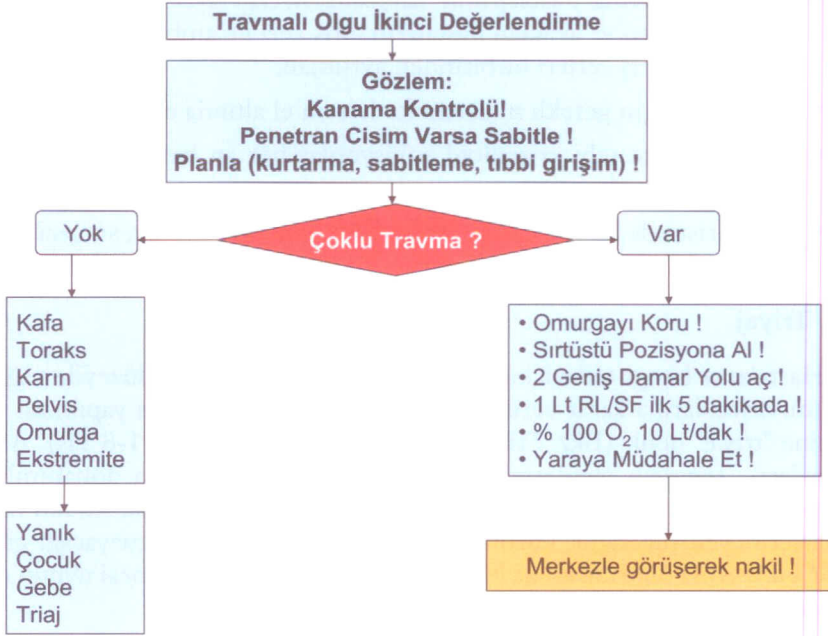 Travmalı Olgu İkinci Değerlendirme
Gözlem:
Kanama Kontrolü!
Penetran Cisim Varsa Sabitle !
Planla (kurtarma, sabitleme, tıbbi girişim) !
Çoklu Travma ?
Yok
Var
Kafa
Toraks
Karın
Pelvis
Omurga
Ekstremite
Yanık
Çocuk
Gebe
Triaj
• Omurgayı Koru !
• Sırtüstü Pozisyona Al !
• 2 Geniş Damar Yolu aç !
• 1 Lt RL/SF ilk 5 dakikada !
• % 100 O₂ 10 Lt/dak !
• Yaraya Müdahale Et !
Merkezle görüşerek nakil !